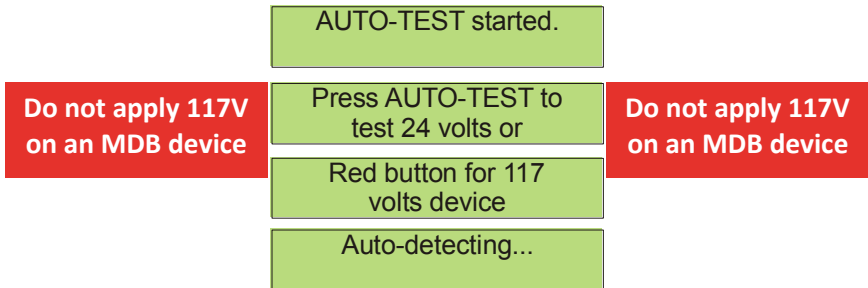 AUTO-TEST started.
Do not apply 117V
on an MDB device
Press AUTO-TEST to
test 24 volts or
Do not apply 117V
on an MDB device
Red button for 117
volts device
Auto-detecting...